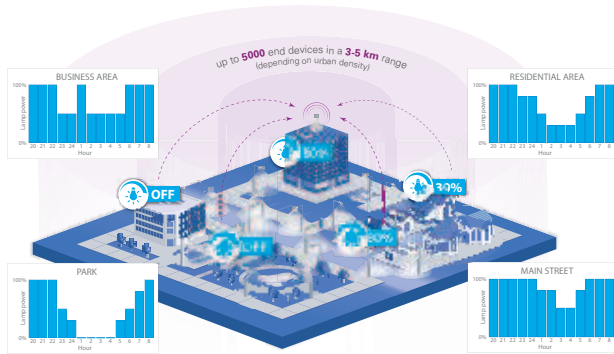 up to 5000 end devices in a 3-5 km range
(depending on urban density)
BUSINESS AREA
100%
Lamp power
0%
20 21 22 23 24 1 2 3 4 5 6 7 8
Hour
RESIDENTIAL AREA
100%
Lamp power
0%
20 21 22 23 24 1 2 3 4 5 6 7 8
Hour
80%
OFF
30%
OFF
80%
PARK
100%
Lamp power
0%
20 21 22 23 24 1 2 3 4 5 6 7 8
Hour
MAIN STREET
100%
Lamp power
0%
20 21 22 23 24 1 2 3 4 5 6 7 8
Hour